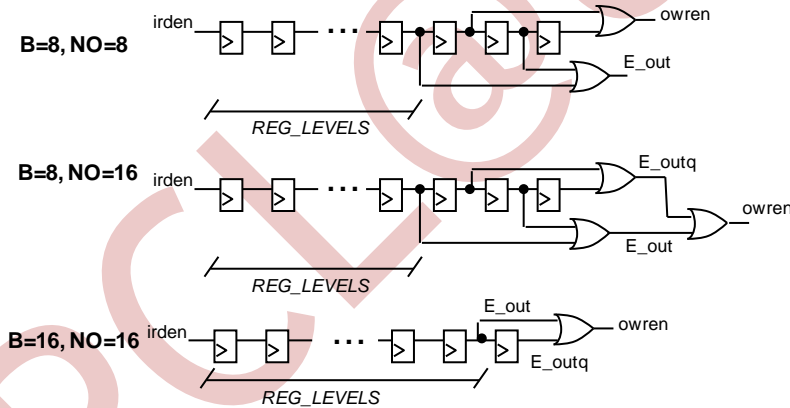 irden
owren
B=8, NO=8
E_out
REG_LEVELS
B=8, NO=16
irden
E_outq
owren
E_out
REG_LEVELS
B=16, NO=16
irden
E_out
owren
E_outq
REG_LEVELS